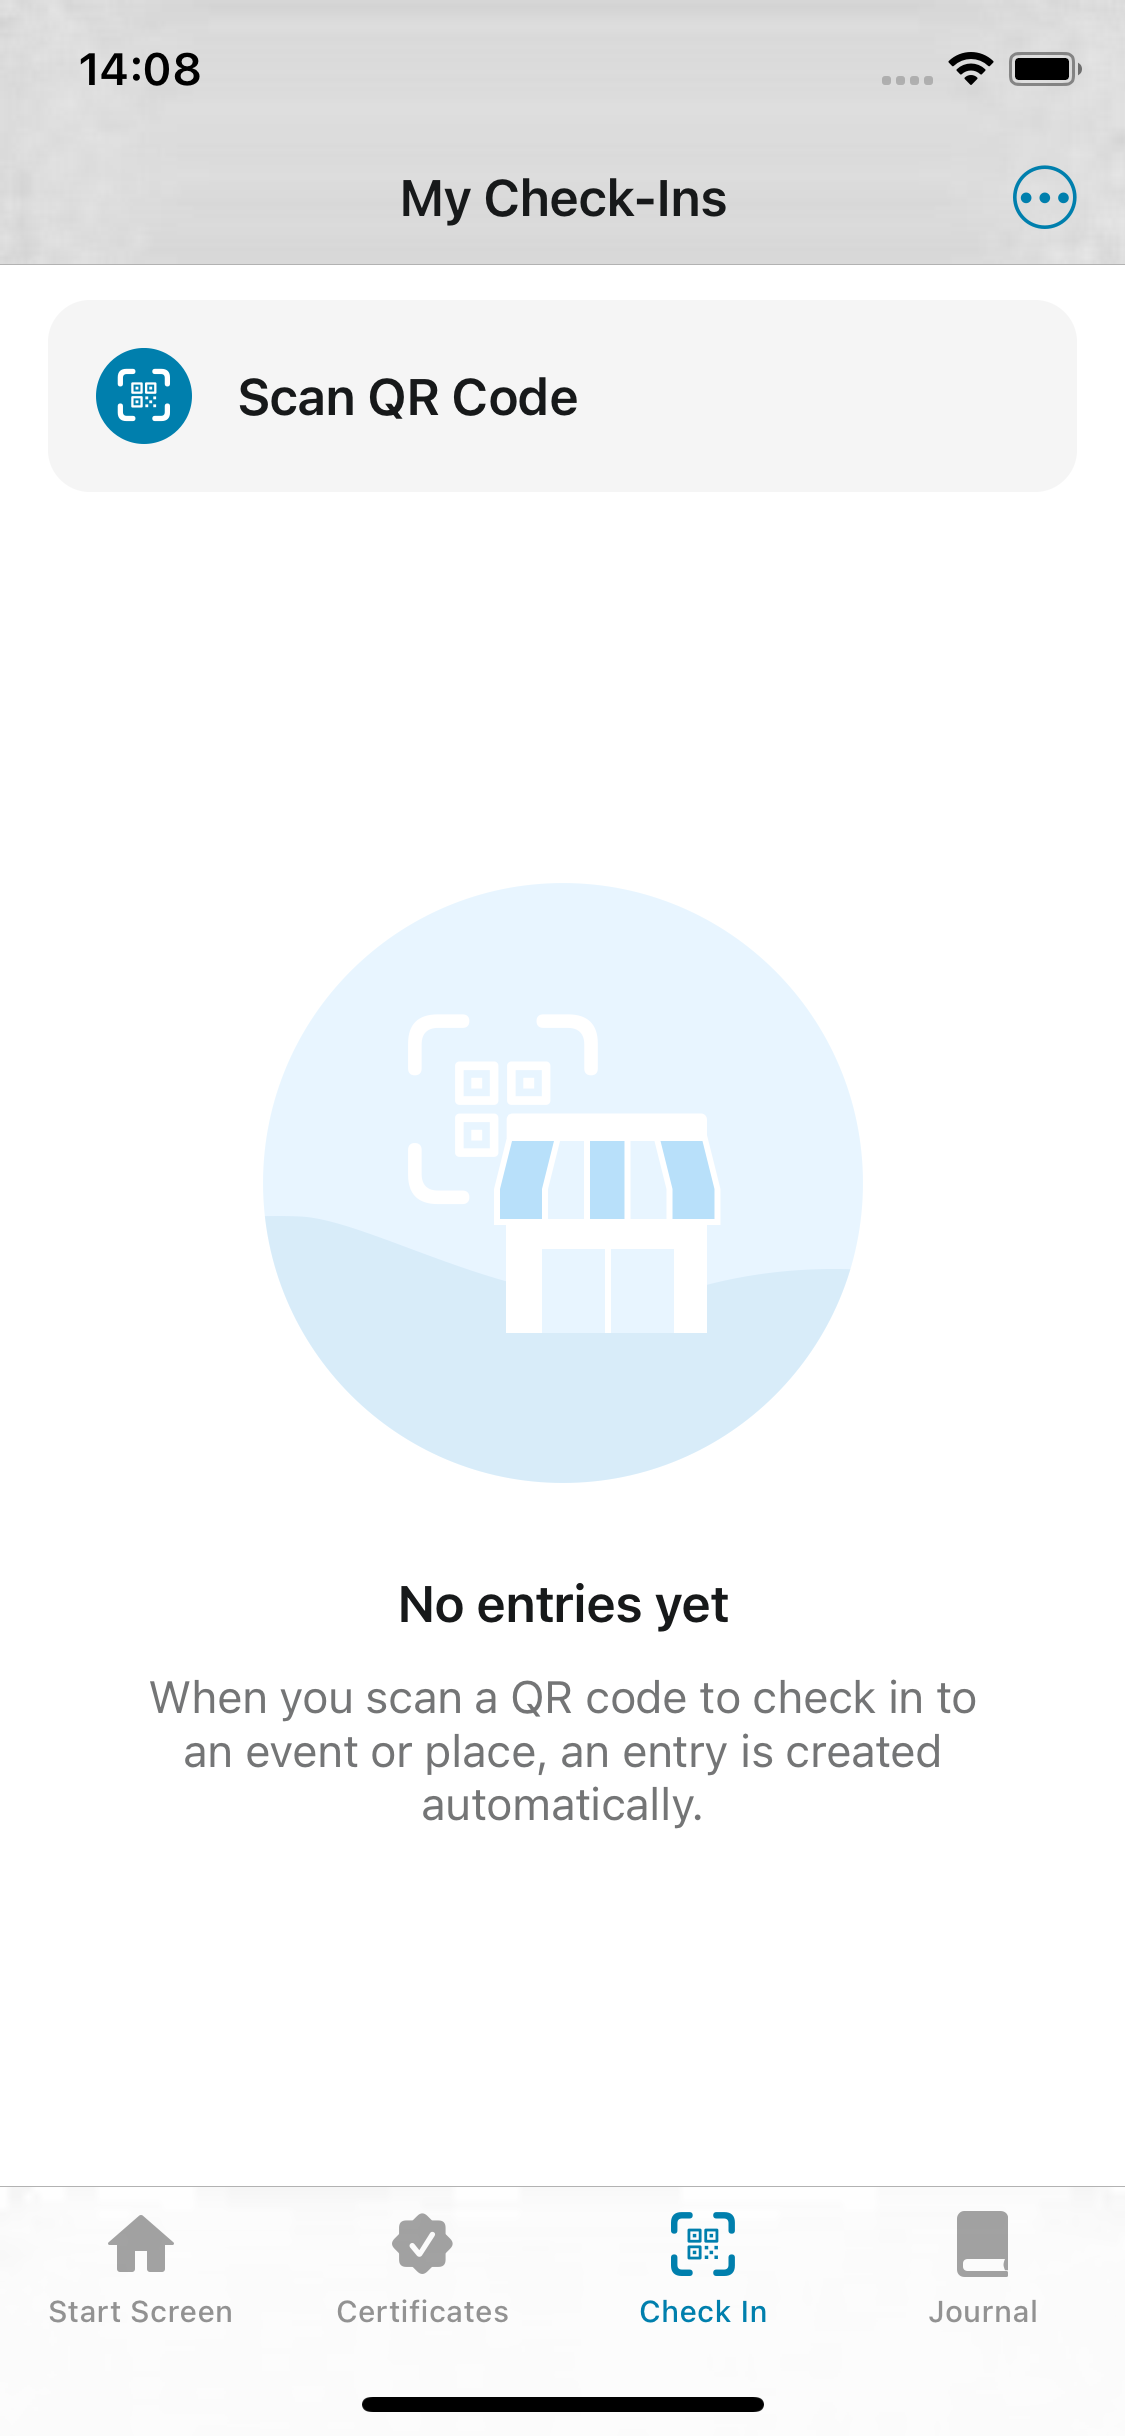 14:08
My Check-Ins
Scan QR Code
No entries yet
When you scan a QR code to check in to
an event or place, an entry is created
automatically.
Start Screen
Certificates
Check In
Journal